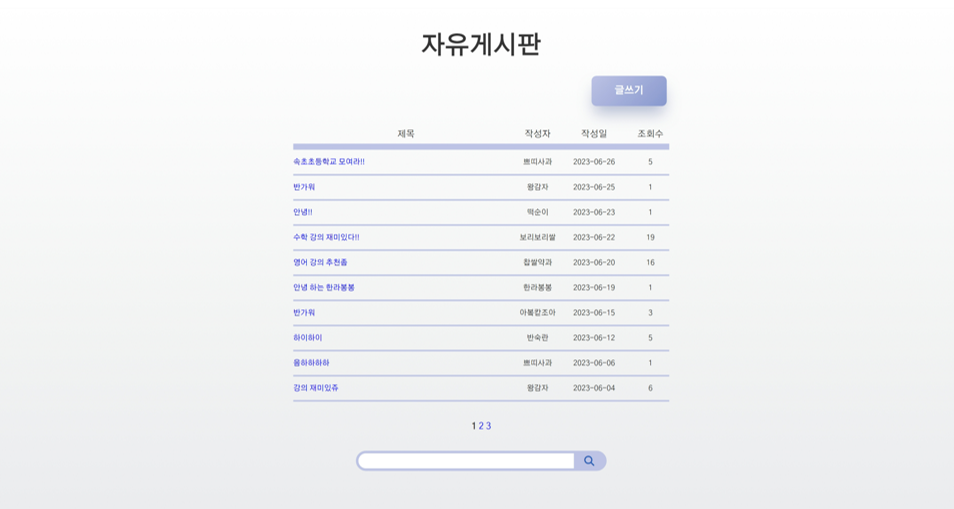 자유게시판
글쓰기
제목 작성자 작성일 조회수
속초초등학교 모여라!! 쁘띠사과 2023-06-26 5
반가워 왕감자 2023-06-25 1
안녕!! 떡순이 2023-06-23 1
수학 강의 재미있다!! 보리보리쌀 2023-06-22 19
영어 강의 추천좀 찹쌀약과 2023-06-20 16
안녕 하는 한라봉봉 한라봉봉 2023-06-19 1
반가워 아볼캉조아 2023-06-15 3
하이하이 반숙란 2023-06-12 5
음하하하하 쁘띠사과 2023-06-06 1
강의 재미있쥬 왕감자 2023-06-04 6
1 2 3